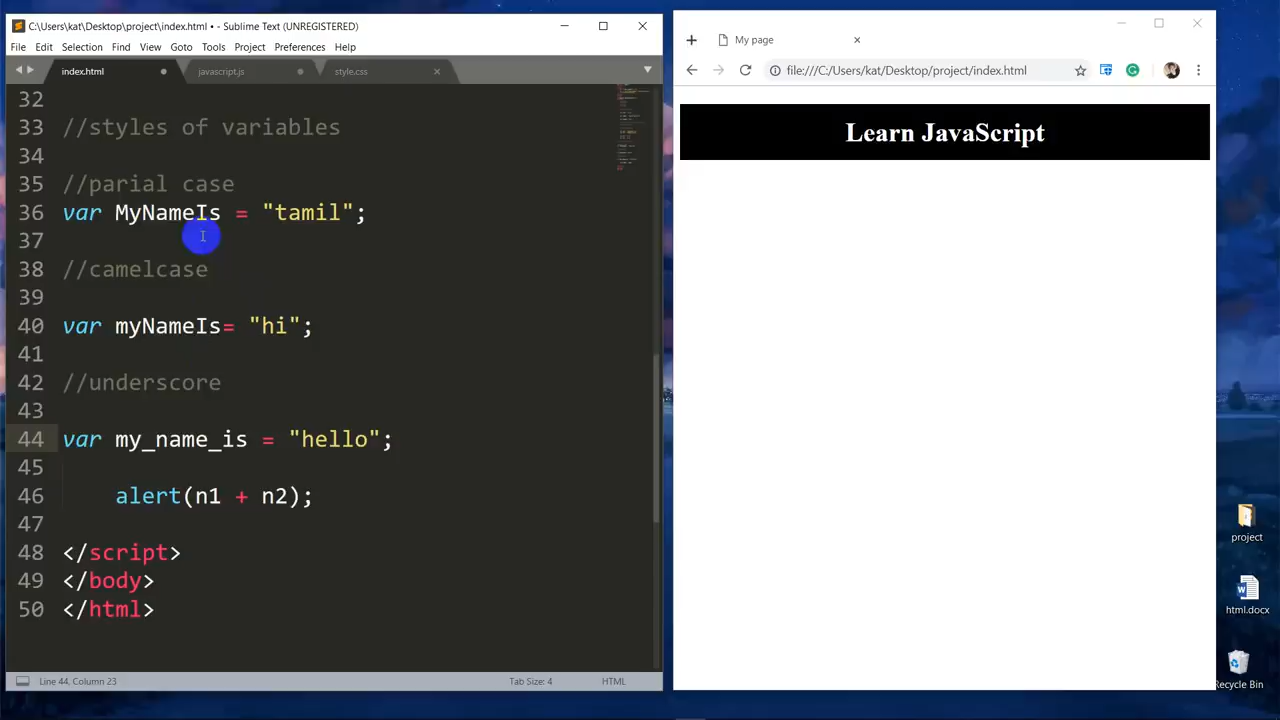 C:\Users\kat\Desktop\project\index.html • - Sublime Text (UNREGISTERED)
File Edit Selection Find View Goto Tools Project Preferences Help
index.html javascript.js style.css
32
33 //styles of variables
34
35 //parial case
36 var MyNameIs = "tamil";
37
38 //camelcase
39
40 var myNameIs= "hi";
41
42 //underscore
43
44 var my_name_is = "hello";
45
46 alert(n1 + n2);
47
48 </script>
49 </body>
50 </html>
Line 44, Column 23 Tab Size: 4 HTML
My page
file:///C:/Users/kat/Desktop/project/index.html
Learn JavaScript
project
html.docx
Recycle Bin